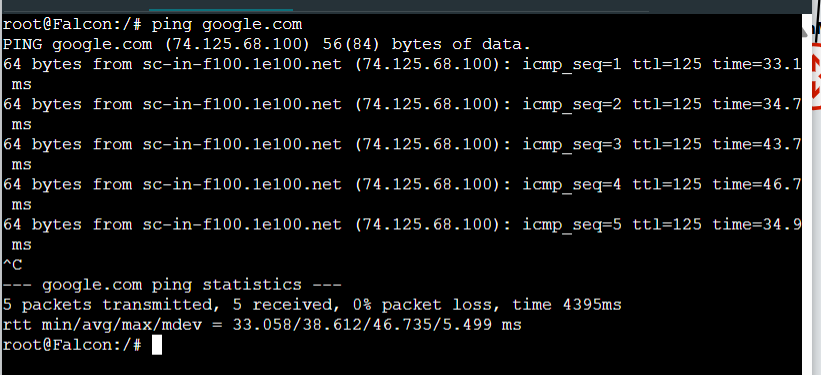 root@Falcon:/# ping google.com
PING google.com (74.125.68.100) 56(84) bytes of data.
64 bytes from sc-in-f100.1e100.net (74.125.68.100): icmp_seq=1 ttl=125 time=33.1
 ms
64 bytes from sc-in-f100.1e100.net (74.125.68.100): icmp_seq=2 ttl=125 time=34.7
 ms
64 bytes from sc-in-f100.1e100.net (74.125.68.100): icmp_seq=3 ttl=125 time=43.7
 ms
64 bytes from sc-in-f100.1e100.net (74.125.68.100): icmp_seq=4 ttl=125 time=46.7
 ms
64 bytes from sc-in-f100.1e100.net (74.125.68.100): icmp_seq=5 ttl=125 time=34.9
 ms
^C
--- google.com ping statistics ---
5 packets transmitted, 5 received, 0% packet loss, time 4395ms
rtt min/avg/max/mdev = 33.058/38.612/46.735/5.499 ms
root@Falcon:/#